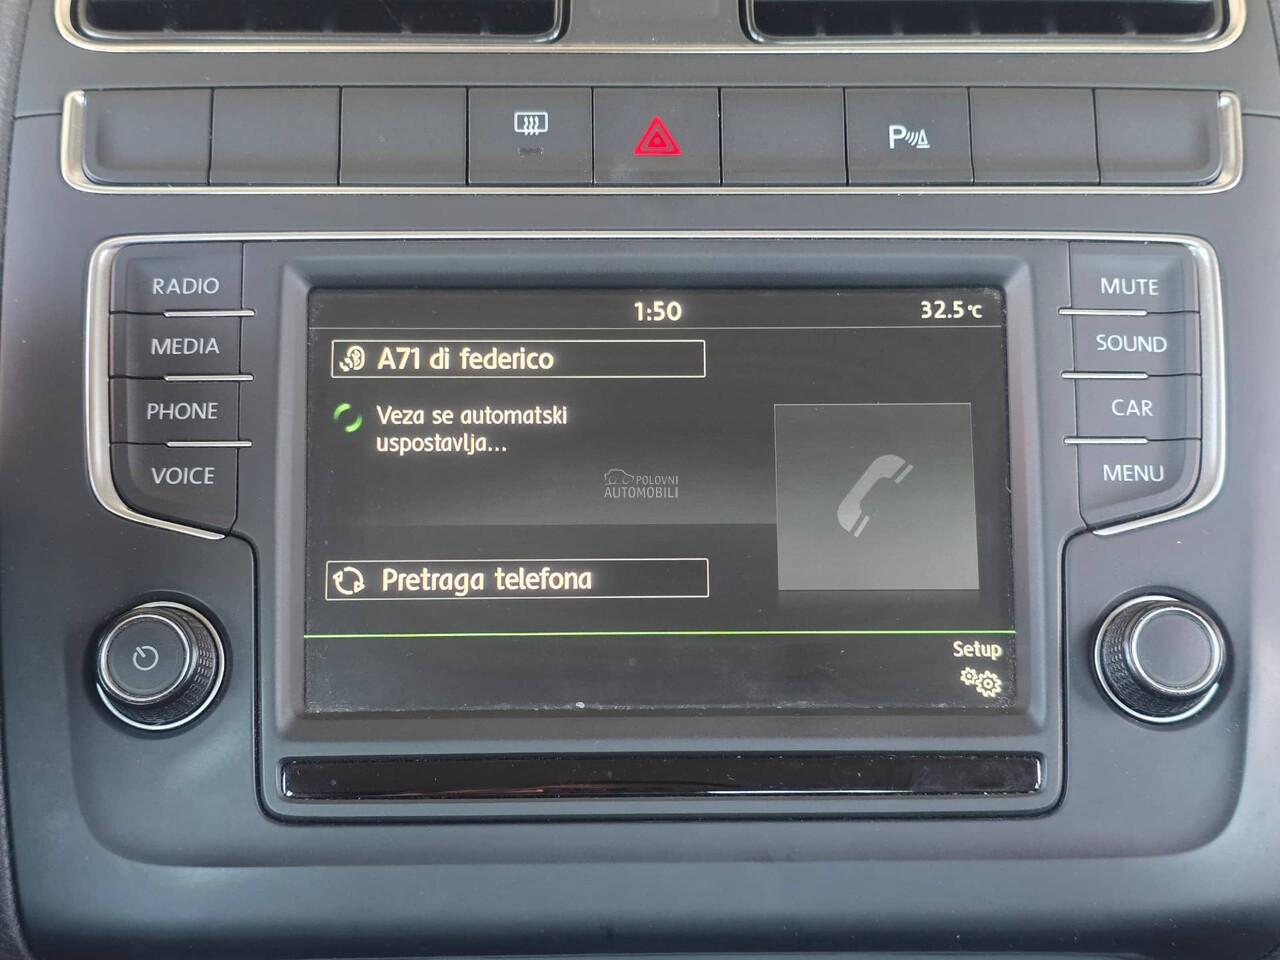 P
RADIO
MEDIA
PHONE
VOICE
MUTE
SOUND
CAR
MENU
1:50
32.5°C
A71 di federico
Veza se automatski
uspostavlja...
POLOVNI
AUTOMOBILI
Pretraga telefona
Setup